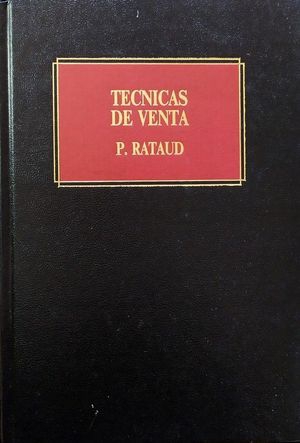 TECNICAS
DE VENTA
P. RATAUD